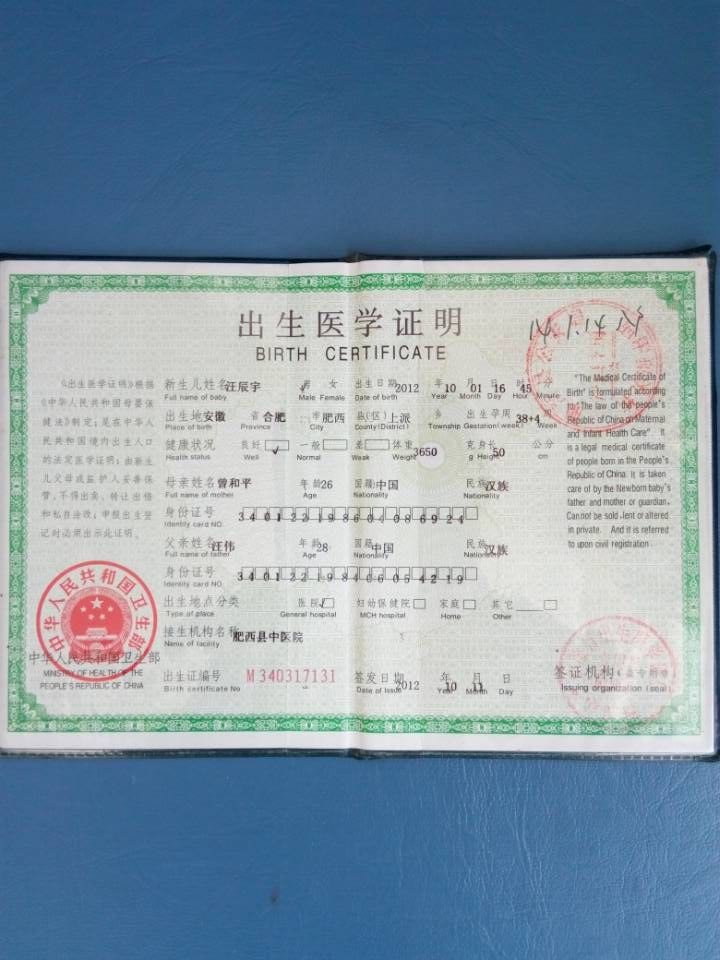 出生医学证明
BIRTH CERTIFICATE
《出生医学证明》根据
《中华人民共和国母婴保
健法》制定；是在中华人
民共和国境内出生人口
的法定医学证明，由新生
儿父母或监护人妥善保
管，不得出卖、转让出借
和私自涂改；申报出生登
记时必须出示此证明。
中华人民共和国卫生部
中华人民共和国卫生部
MINISTRY OF HEALTH OF THE
PEOPLE'S REPUBLIC OF CHINA
新生儿姓名 汪辰宇 男 √ 女 出生日期 2012 年 10 月 01 日 16 时 45 分
Full name of baby Male Female Date of birth Year Month Day Hour Minute
出生地 安徽 省 合肥 市 肥西 县(区) 上派 乡 出生孕周 38+4 周
Place of birth Province City County(District) Township Gestation(week) Week
健康状况 良好 √ 一般 差 体重 3650 克 身长 50 公分
Health status Well Normal Weak Weight g Height cm
母亲姓名 曾和平 年龄 26 国籍 中国 民族 汉族
Full name of mother Age Nationality Nationality
身份证号 340122198604086924
Identity card NO.
父亲姓名 汪伟 年龄 28 国籍 中国 民族 汉族
Full name of father Age Nationality Nationality
身份证号 340122198406054219
Identity card NO.
出生地点分类 医院 √ 妇幼保健院 家庭 其它
Type of place General hospital MCH hospital Home Other
接生机构名称 肥西县中医院
Name of facility
出生证编号 M340317131 签发日期 2012 年 10 月 11 日
Birth certificate No Date of Issue Year Month Day
签证机构（盖专用章）
Issuing organization (seal)
"The Medical Certificate of
Birth" is formulated according
to "The law of the people's
Republic of China on Maternal
and Infant Health Care". It
is a legal medical certificate
of people born in the People's
Republic of China. It is taken
care of by the Newborn baby's
father and mother or guardian.
Cannot be sold .lent or altered
in private. And it is referred
to upon civil registration.